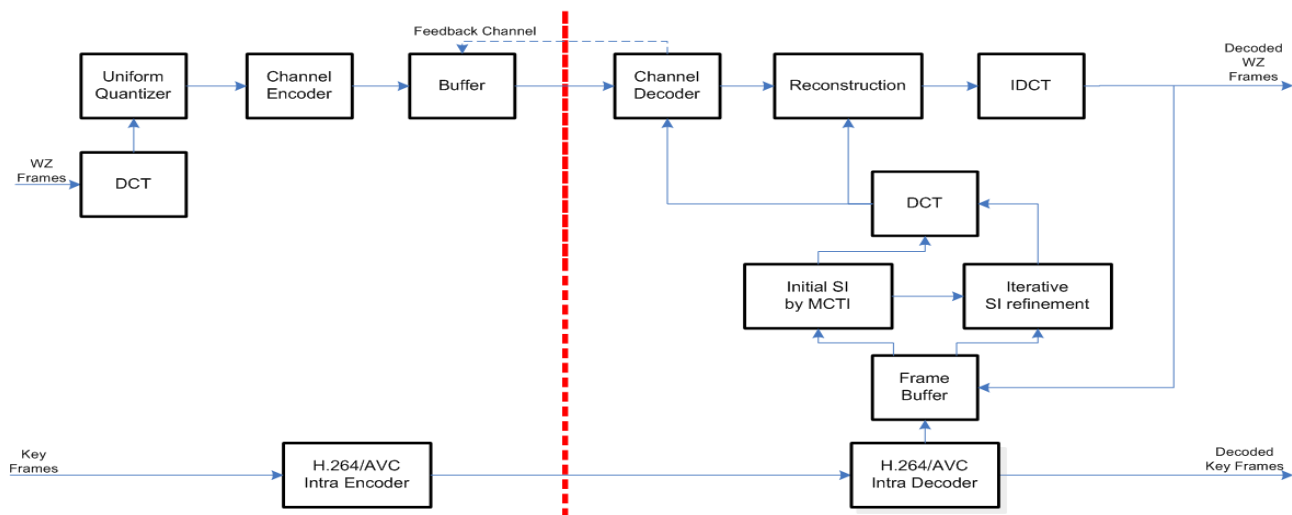 Feedback Channel
Decoded
WZ
Frames
Uniform
Quantizer
Channel
Encoder
Buffer
Channel
Decoder
Reconstruction
IDCT
WZ
Frames
DCT
DCT
Initial SI
by MCTI
Iterative
SI refinement
Frame
Buffer
Key
Frames
H.264/AVC
Intra Encoder
H.264/AVC
Intra Decoder
Decoded
Key Frames